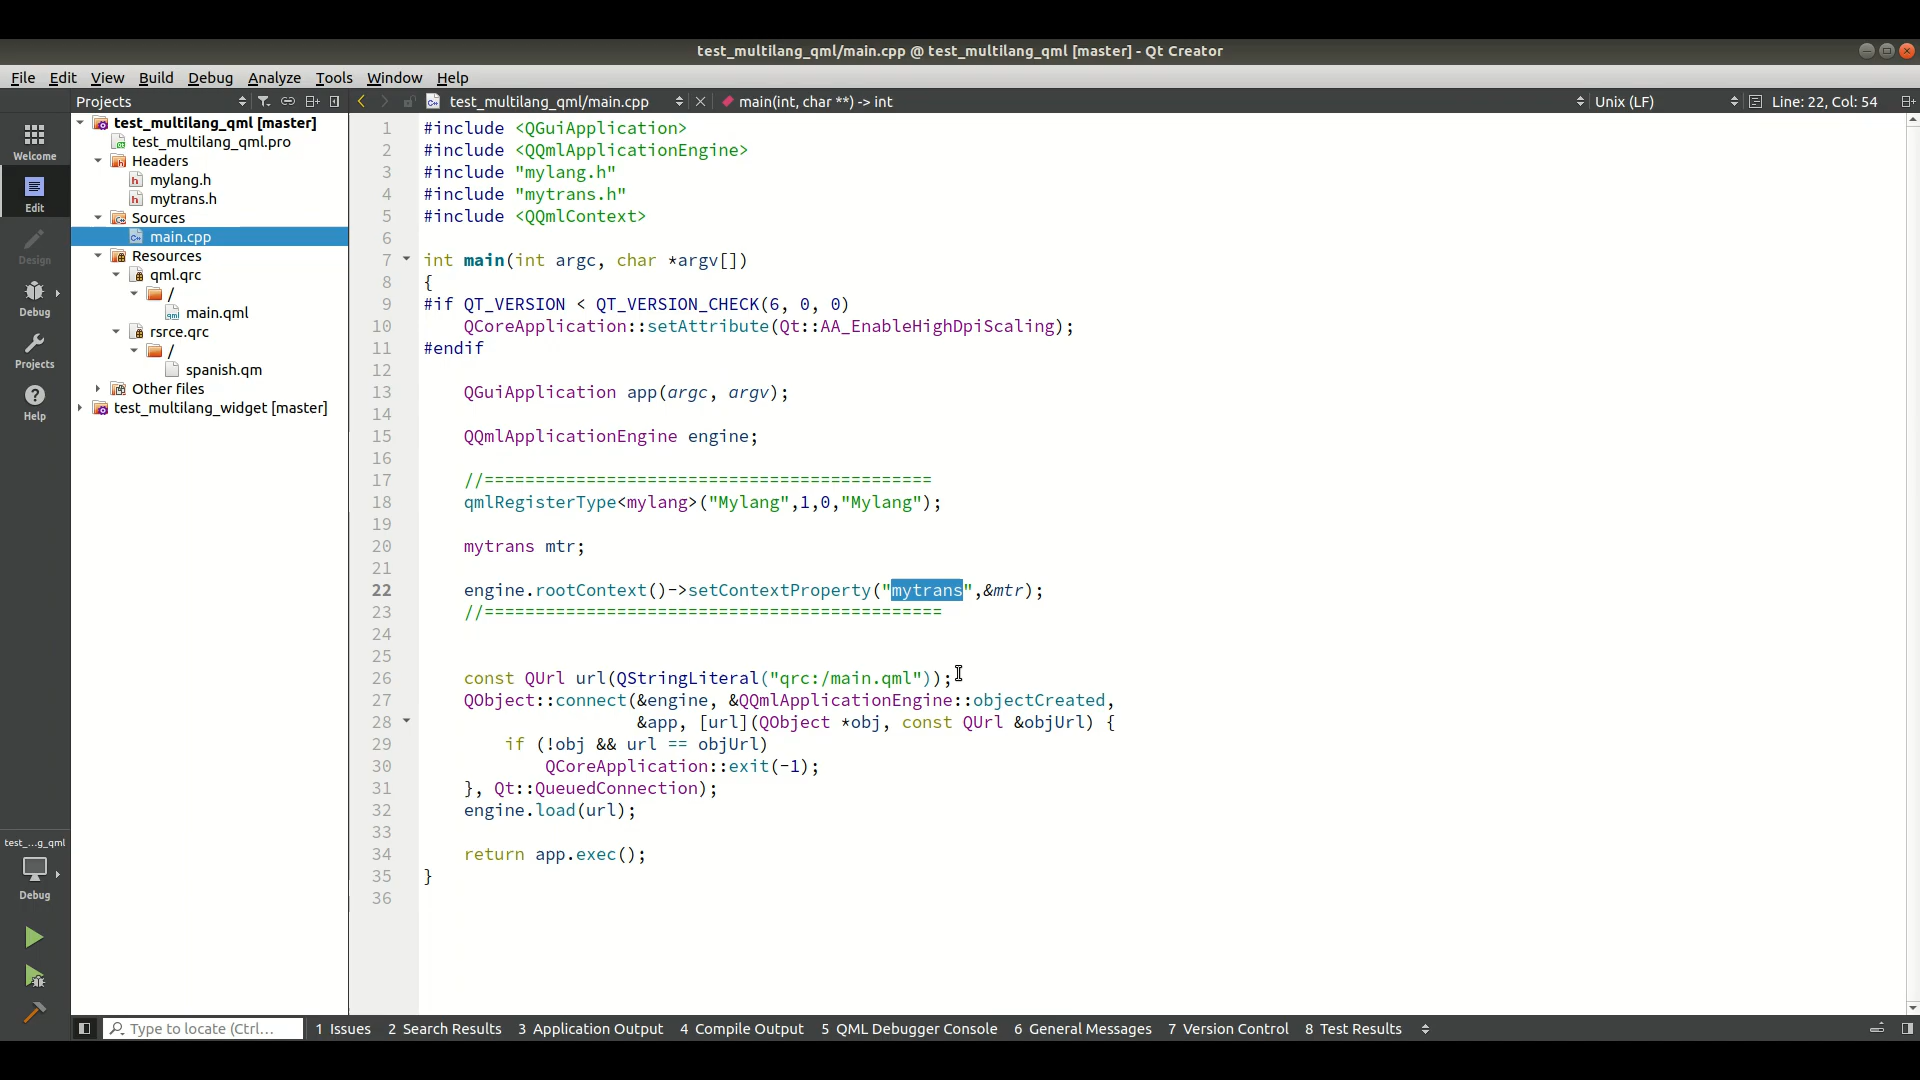 test_multilang_qml/main.cpp @ test_multilang_qml [master] - Qt Creator
File Edit View Build Debug Analyze Tools Window Help
Projects
test_multilang_qml/main.cpp
main(int, char **) -> int
Unix (LF)
Line: 22, Col: 54
Welcome
Edit
Design
Debug
Projects
Help
test_...g_qml
Debug
test_multilang_qml [master]
test_multilang_qml.pro
Headers
mylang.h
mytrans.h
Sources
main.cpp
Resources
qml.qrc
/
main.qml
rsrce.qrc
/
spanish.qm
Other files
test_multilang_widget [master]
1 #include <QGuiApplication>
2 #include <QQmlApplicationEngine>
3 #include "mylang.h"
4 #include "mytrans.h"
5 #include <QQmlContext>
6
7 int main(int argc, char *argv[])
8 {
9 #if QT_VERSION < QT_VERSION_CHECK(6, 0, 0)
10 QCoreApplication::setAttribute(Qt::AA_EnableHighDpiScaling);
11 #endif
12
13 QGuiApplication app(argc, argv);
14
15 QQmlApplicationEngine engine;
16
17 //============================================
18 qmlRegisterType<mylang>("Mylang",1,0,"Mylang");
19
20 mytrans mtr;
21
22 engine.rootContext()->setContextProperty("mytrans",&mtr);
23 //=============================================
24
25
26 const QUrl url(QStringLiteral("qrc:/main.qml"));
27 QObject::connect(&engine, &QQmlApplicationEngine::objectCreated,
28 &app, [url](QObject *obj, const QUrl &objUrl) {
29 if (!obj && url == objUrl)
30 QCoreApplication::exit(-1);
31 }, Qt::QueuedConnection);
32 engine.load(url);
33
34 return app.exec();
35 }
36
Type to locate (Ctrl... 1 Issues 2 Search Results 3 Application Output 4 Compile Output 5 QML Debugger Console 6 General Messages 7 Version Control 8 Test Results